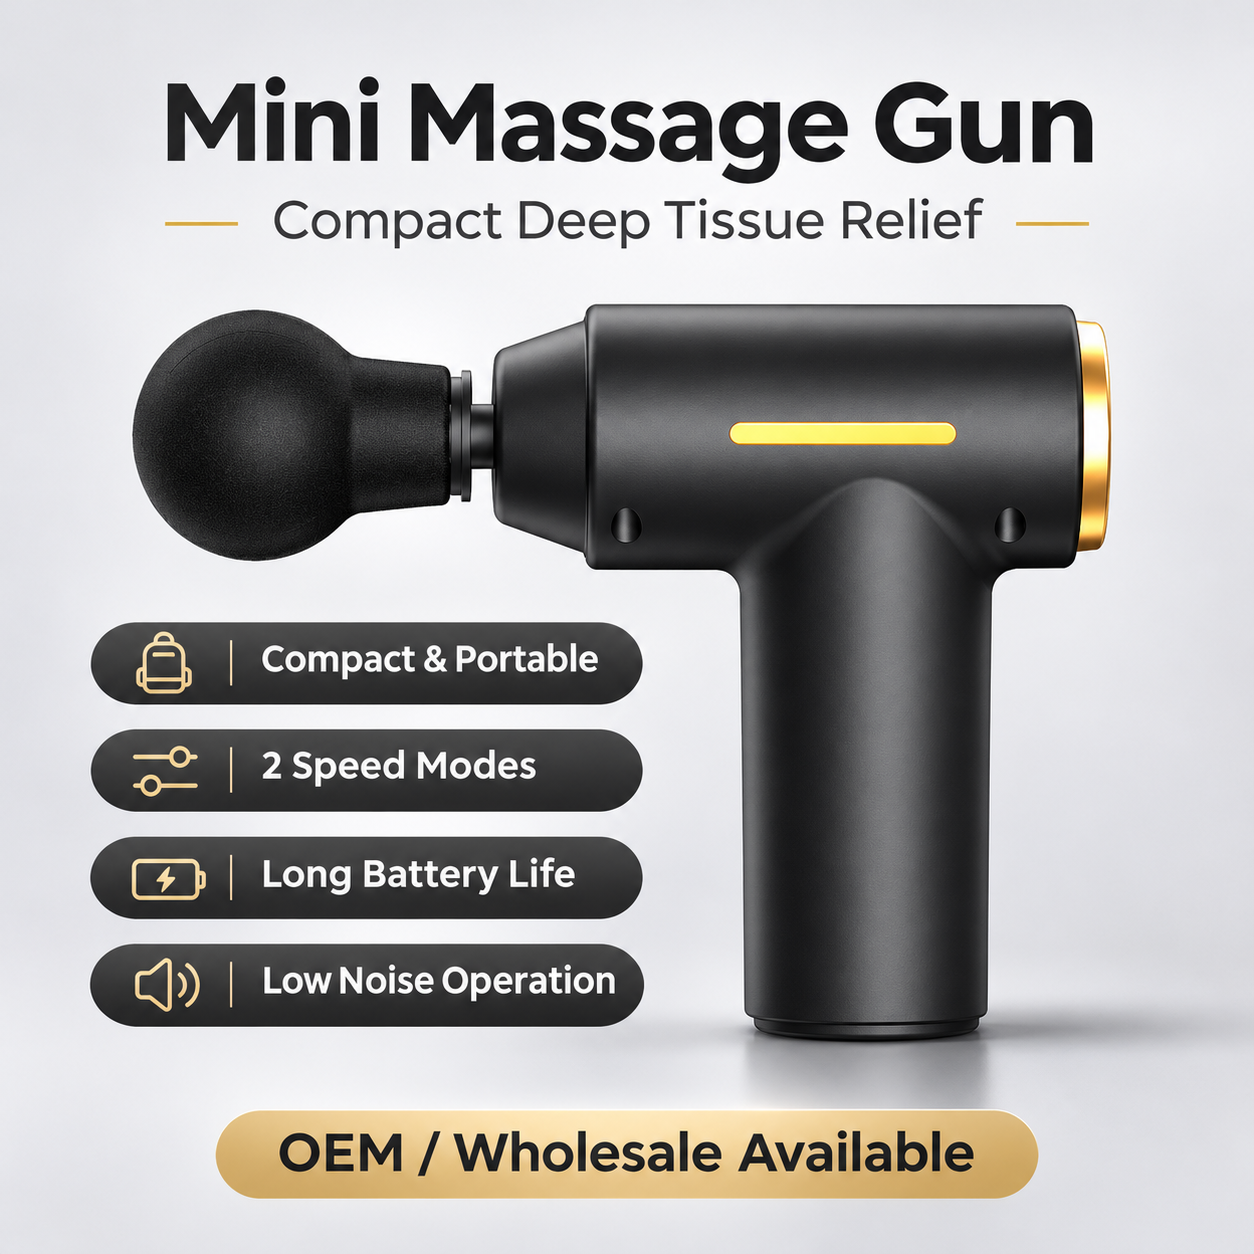 Mini Massage Gun
Compact Deep Tissue Relief
Compact & Portable
2 Speed Modes
Long Battery Life
Low Noise Operation
OEM / Wholesale Available